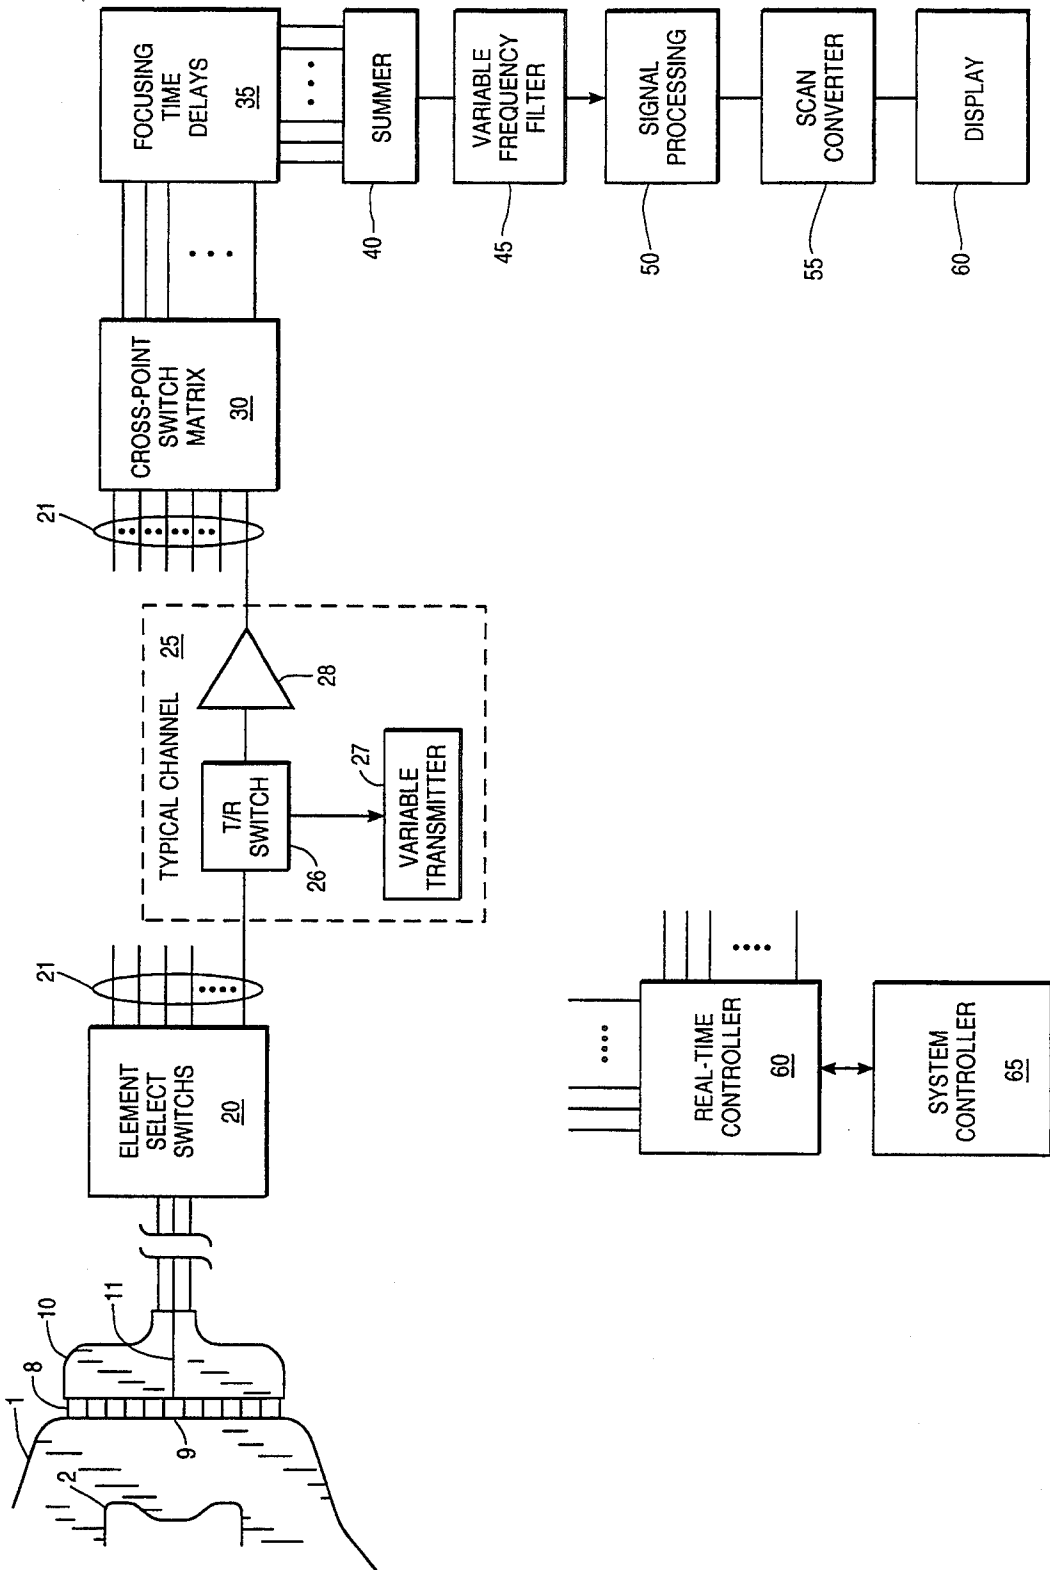 1
2
8
9
10
11
ELEMENT
SELECT
SWITCHS
20
21
TYPICAL CHANNEL
25
T/R
SWITCH
26
VARIABLE
TRANSMITTER
27
28
21
CROSS-POINT
SWITCH
MATRIX
30
FOCUSING
TIME
DELAYS
35
SUMMER
40
VARIABLE
FREQUENCY
FILTER
45
SIGNAL
PROCESSING
50
SCAN
CONVERTER
55
DISPLAY
60
REAL-TIME
CONTROLLER
60
SYSTEM
CONTROLLER
65